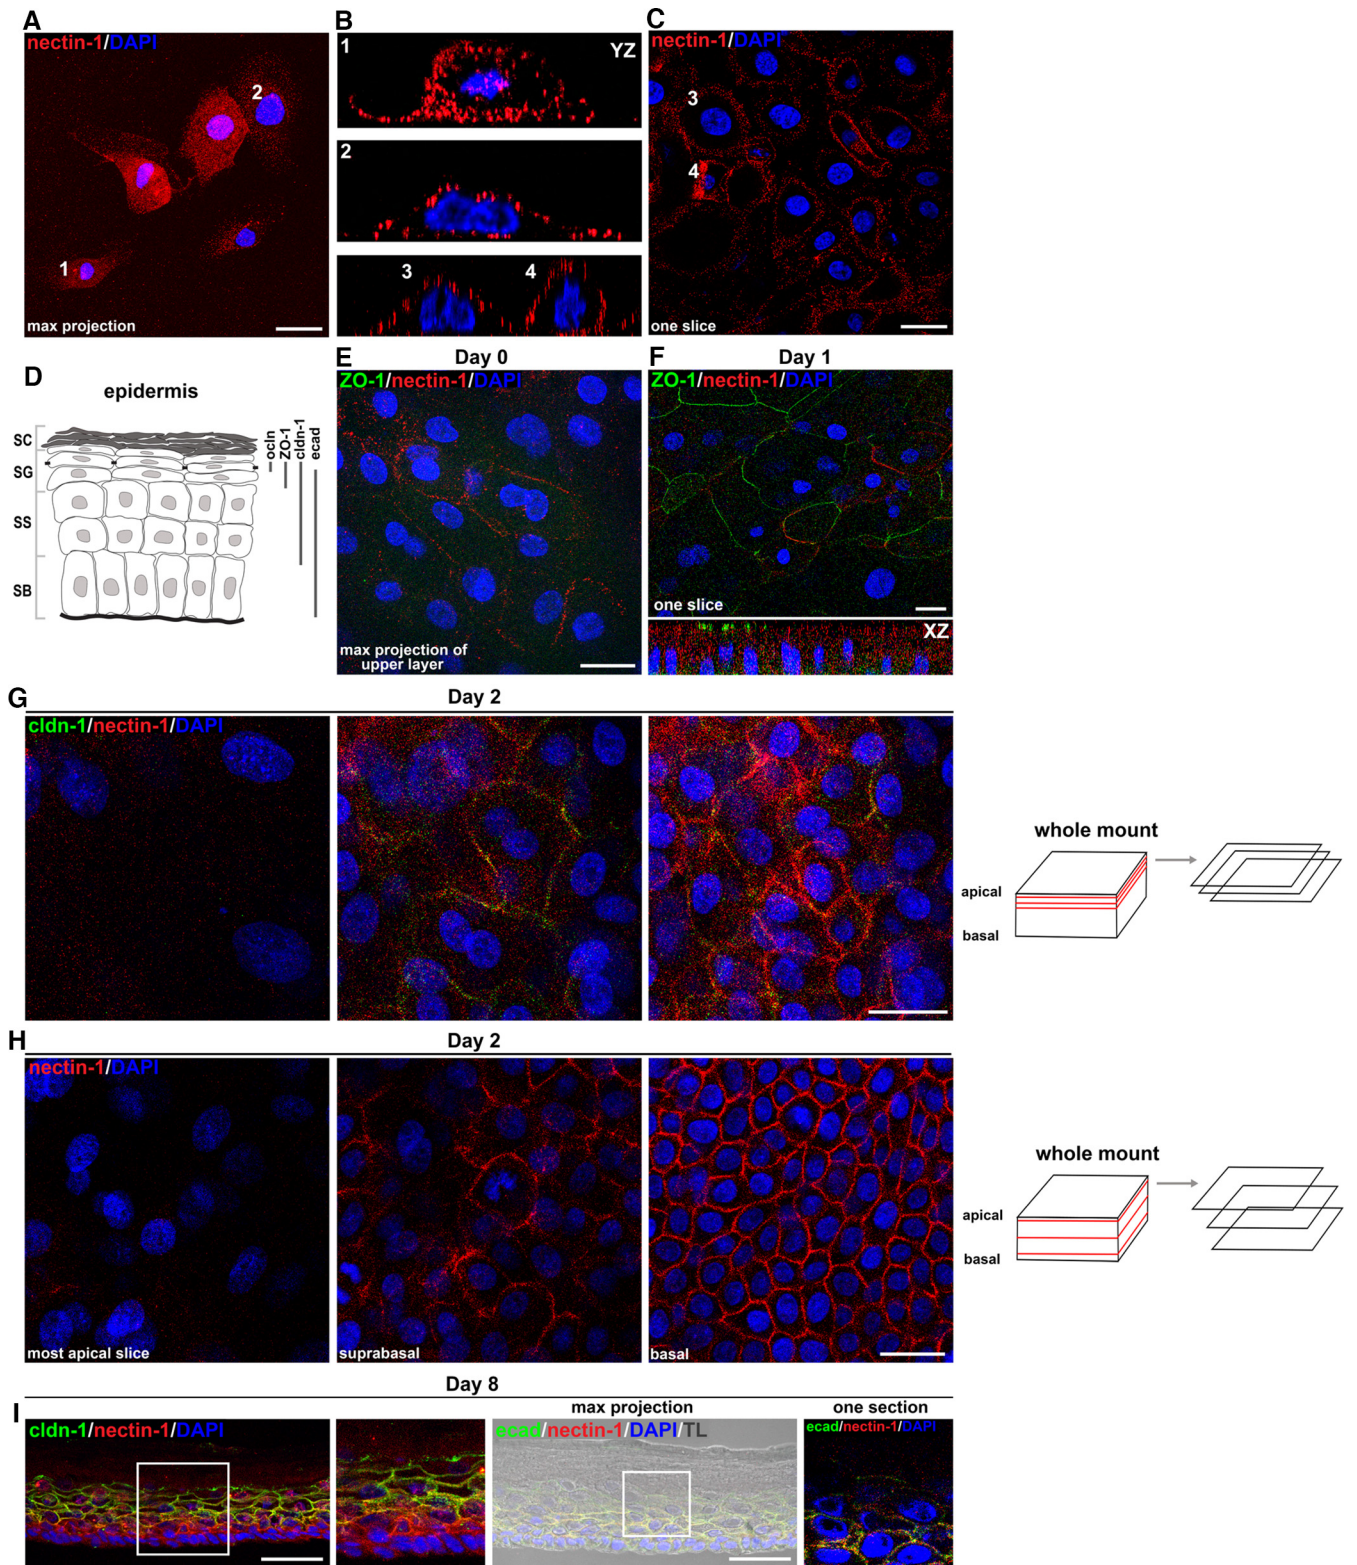 A
nectin-1/DAPI
2
1
max projection
B
1
YZ
2
3
4
C
nectin-1/DAPI
3
4
one slice
D
epidermis
SC
SG
SS
SB
ocln
ZO-1
cldn-1
ecad
E
Day 0
ZO-1/nectin-1/DAPI
max projection of
upper layer
F
Day 1
ZO-1/nectin-1/DAPI
one slice
XZ
G
Day 2
cldn-1/nectin-1/DAPI
whole mount
apical
basal
H
Day 2
nectin-1/DAPI
most apical slice
suprabasal
basal
whole mount
apical
basal
I
Day 8
cldn-1/nectin-1/DAPI
max projection
ecad/nectin-1/DAPI/TL
one section
ecad/nectin-1/DAPI